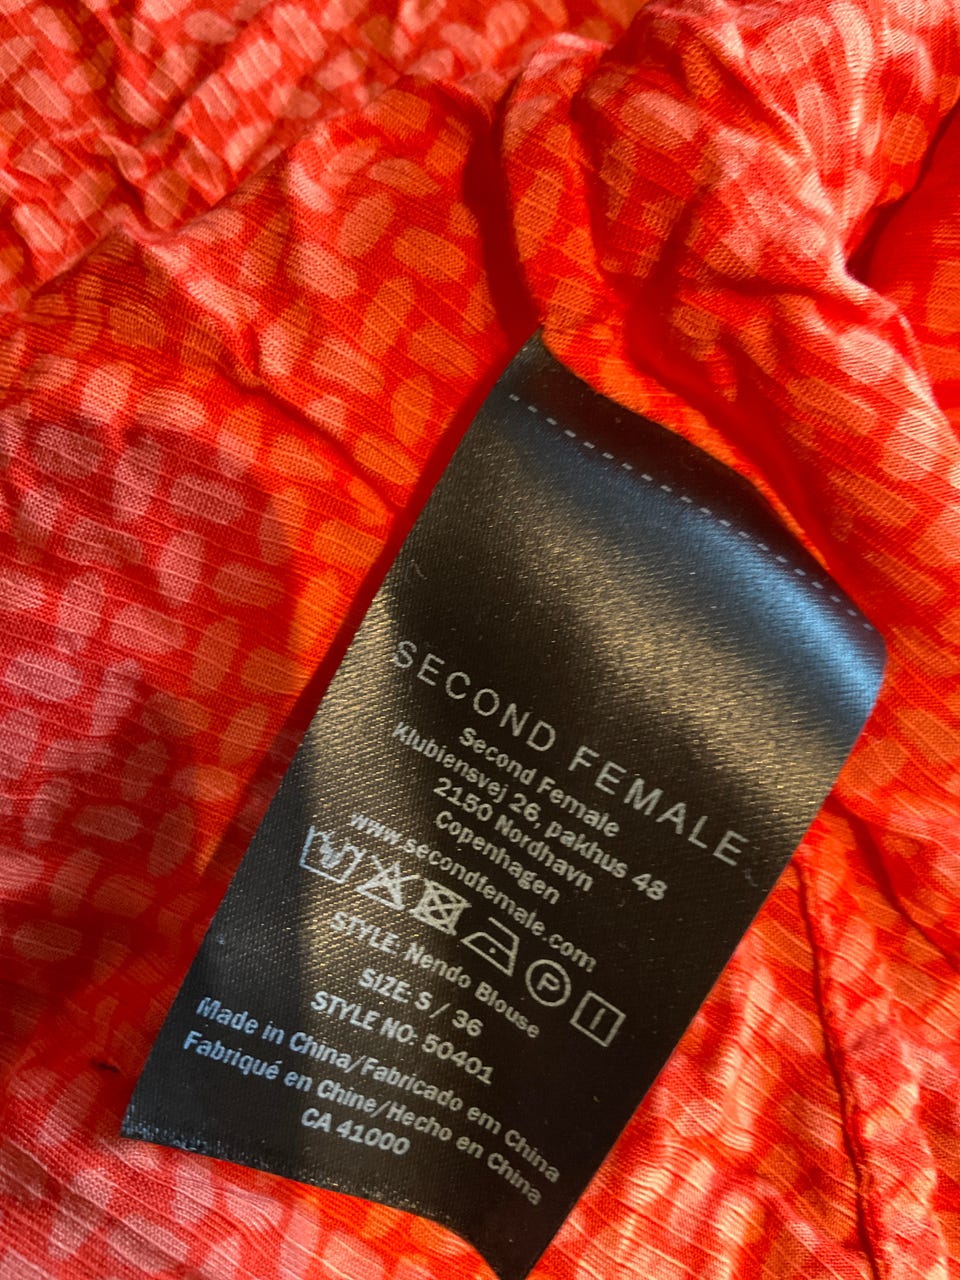 SECOND FEMALE
Second Female
Klubiensvej 26, pakhus 48
2150 Nordhavn
Copenhagen
www.secondfemale.com
P
STYLE: Nendo Blouse
SIZE: S / 36
STYLE NO: 50401
Made in China/Fabricado em China
Fabriqué en Chine/Hecho en China
CA 41000